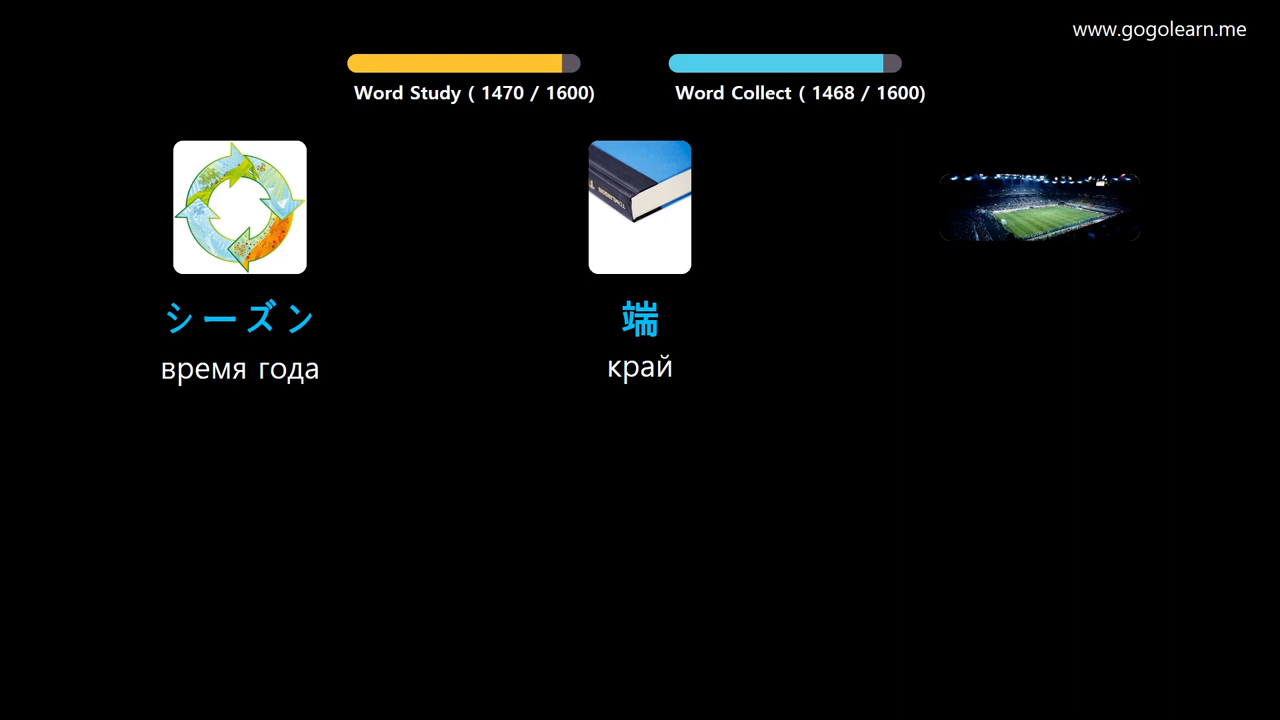 www.gogolearn.me
Word Study ( 1470 / 1600)
Word Collect ( 1468 / 1600)
シーズン
время года
端
край